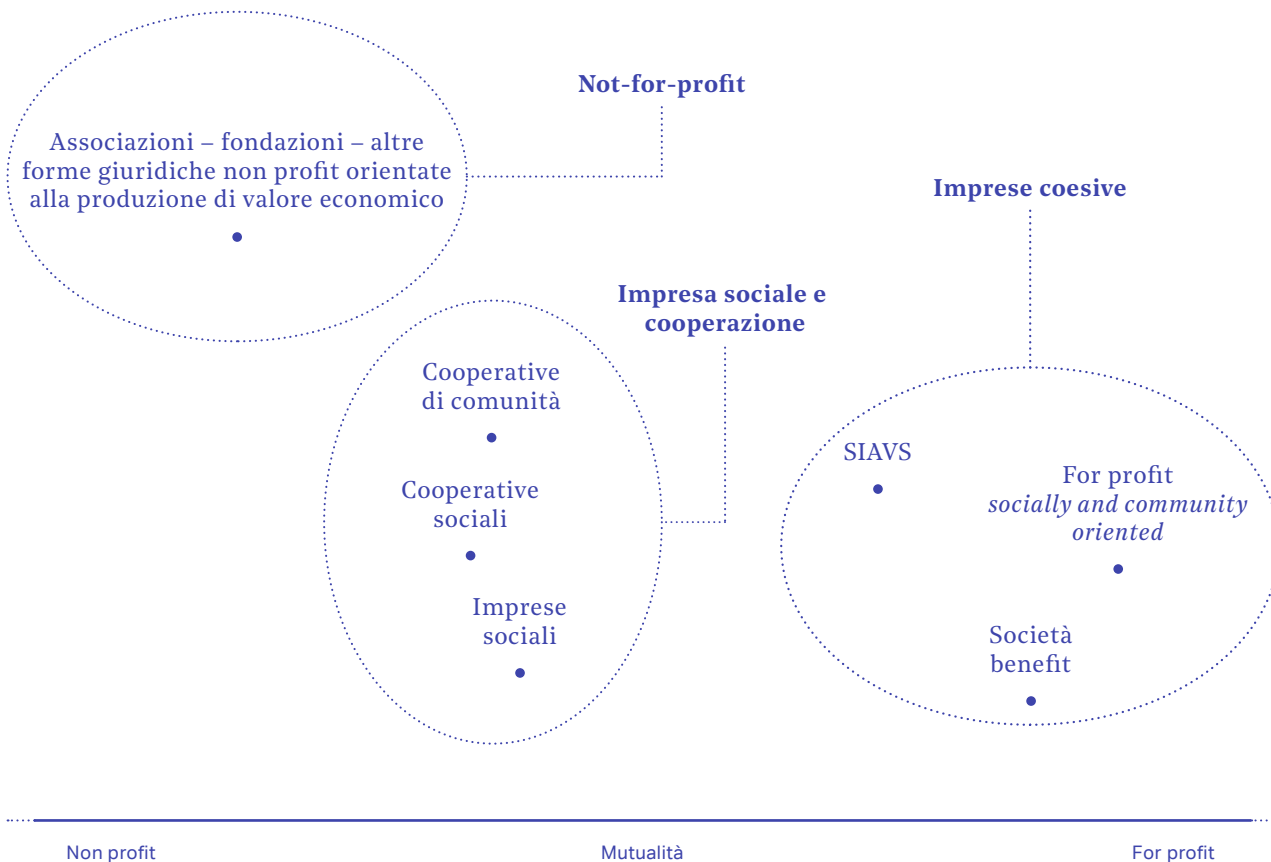 Not-for-profit
Associazioni – fondazioni – altre
forme giuridiche non profit orientate
alla produzione di valore economico
Imprese coesive
Impresa sociale e
cooperazione
Cooperative
di comunità
Cooperative
sociali
Imprese
sociali
SIAVS
For profit
socially and community
oriented
Società
benefit
Non profit
Mutualità
For profit